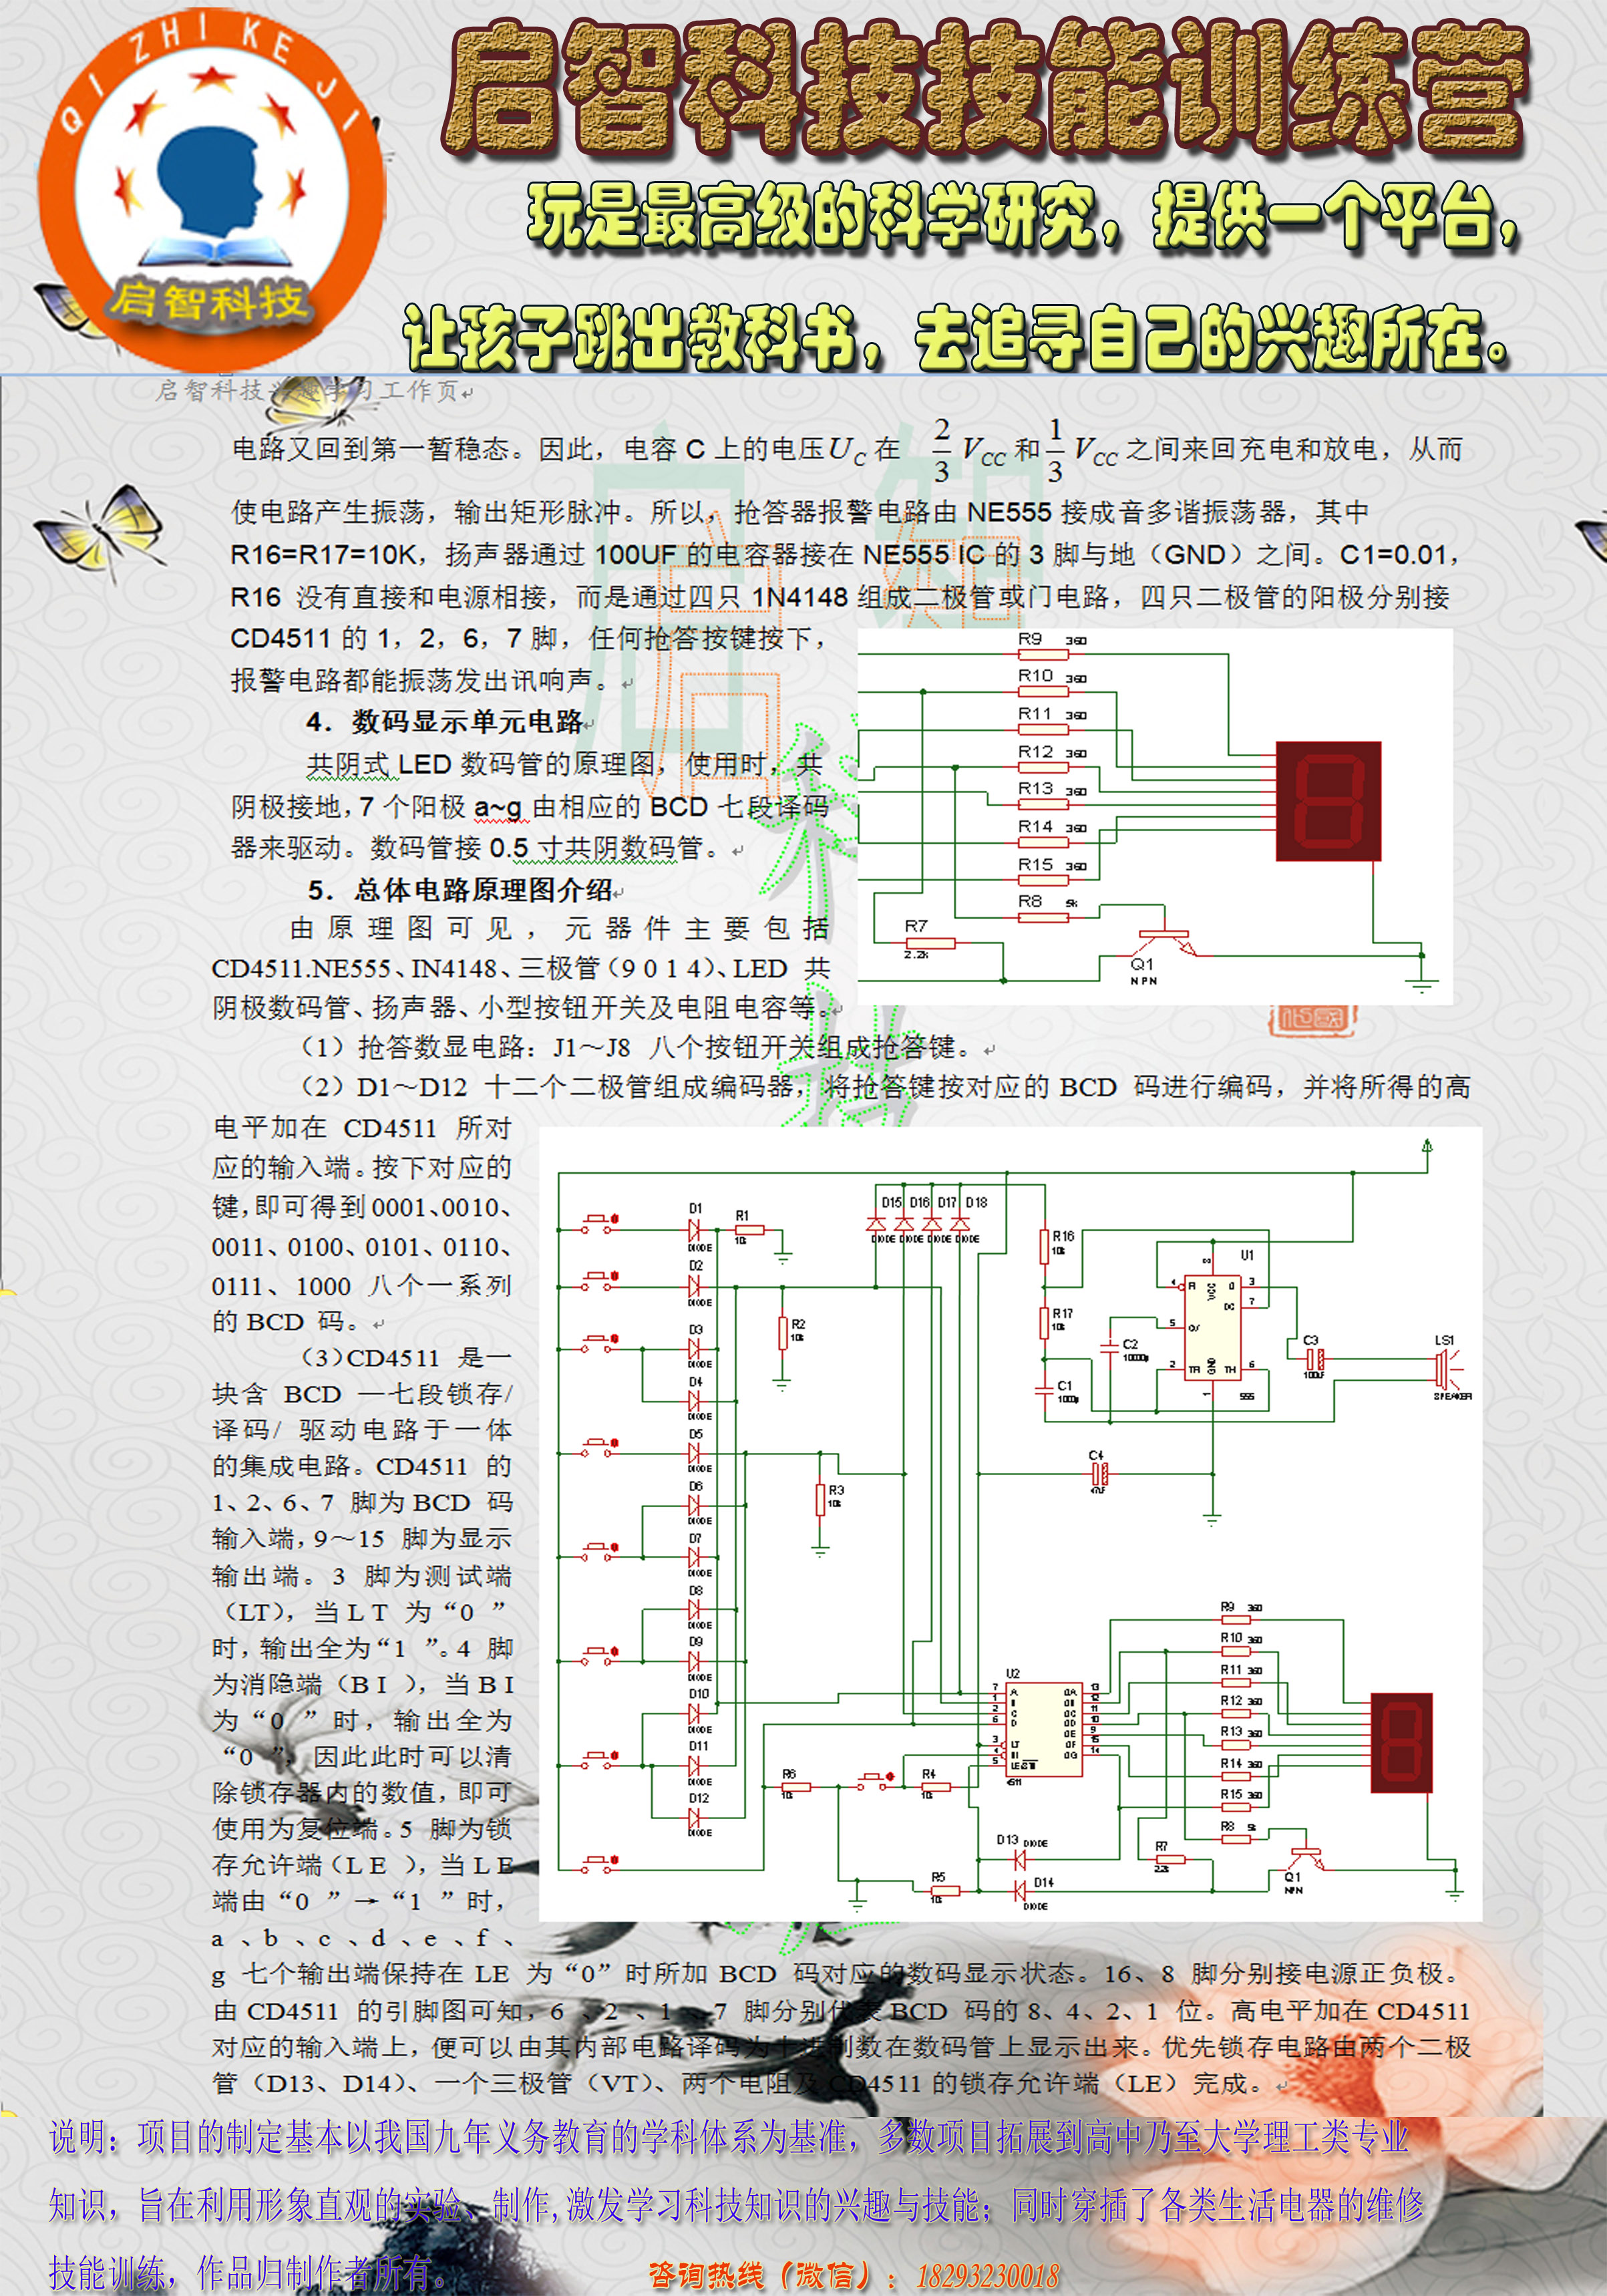 QI ZHI KE JI
启智科技
启智科技技能训练营
玩是最高级的科学研究，提供一个平台，
让孩子跳出教科书，去追寻自己的兴趣所在。
启智科技兴趣学习工作页
电路又回到第一暂稳态。因此，电容 C 上的电压U_C 在 2/3 V_CC 和 1/3 V_CC 之间来回充电和放电，从而
使电路产生振荡，输出矩形脉冲。所以，抢答器报警电路由 NE555 接成音多谐振荡器，其中
R16=R17=10K，扬声器通过 100UF 的电容器接在 NE555 IC 的 3 脚与地（GND）之间。C1=0.01，
R16 没有直接和电源相接，而是通过四只 1N4148 组成二极管或门电路，四只二极管的阳极分别接
CD4511 的 1，2，6，7 脚，任何抢答按键按下，
报警电路都能振荡发出讯响声。
4．数码显示单元电路
共阴式 LED 数码管的原理图，使用时，共
阴极接地，7 个阳极 a~g 由相应的 BCD 七段译码
器来驱动。数码管接 0.5 寸共阴数码管。
R9 360
R10 360
R11 360
R12 360
R13 360
R14 360
R15 360
R8 5k
R7
2.2k
Q1
NPN
5．总体电路原理图介绍
由原理图可见，元器件主要包括
CD4511.NE555、IN4148、三极管（9 0 1 4）、LED 共
阴极数码管、扬声器、小型按钮开关及电阻电容等。
（1）抢答数显电路：J1～J8 八个按钮开关组成抢答键。
（2）D1～D12 十二个二极管组成编码器，将抢答键按对应的 BCD 码进行编码，并将所得的高
电平加在 CD4511 所对
应的输入端。按下对应的
键，即可得到 0001、0010、
0011、0100、0101、0110、
0111、1000 八个一系列
的 BCD 码。
（3）CD4511 是一
块含 BCD —七段锁存/
译码/ 驱动电路于一体
的集成电路。CD4511 的
1、2、6、7 脚为 BCD 码
输入端，9～15 脚为显示
输出端。3 脚为测试端
（LT），当 L T 为“0 ”
时，输出全为“1 ”。4 脚
为消隐端（B I ），当 B I
为“0 ”时，输出全为
“0 ”，因此此时可以清
除锁存器内的数值，即可
使用为复位端。5 脚为锁
存允许端（L E ），当 L E
端由“0 ”→“1 ”时，
a 、b 、c 、d 、e 、f 、
D1 DIODE
R1 10k
D2 DIODE
R2 10k
D3 DIODE
D4 DIODE
D5 DIODE
R3 10k
D6 DIODE
D7 DIODE
D8 DIODE
D9 DIODE
D10 DIODE
D11 DIODE
D12 DIODE
D15 D16 D17 D18
DIODE DIODE DIODE DIODE
R16 10k
R17 10k
C1
C2
U1
555
C3 100uF
LS1
SPEAKER
C4 47uF
U2
4511
R6 10k
R4 10k
R5 10k
D13 DIODE
D14
DIODE
R9 360
R10 360
R11 360
R12 360
R13 360
R14 360
R15 360
R8 5k
R7
2.2k
Q1
NPN
g 七个输出端保持在 LE 为“0”时所加 BCD 码对应的数码显示状态。16、8 脚分别接电源正负极。
由 CD4511 的引脚图可知，6 、2 、1 、7 脚分别代表 BCD 码的 8、4、2、1 位。高电平加在 CD4511
对应的输入端上，便可以由其内部电路译码为十进制数在数码管上显示出来。优先锁存电路由两个二极
管（D13、D14）、一个三极管（VT）、两个电阻及 CD4511 的锁存允许端（LE）完成。
说明：项目的制定基本以我国九年义务教育的学科体系为基准，多数项目拓展到高中乃至大学理工类专业
知识，旨在利用形象直观的实验、制作,激发学习科技知识的兴趣与技能；同时穿插了各类生活电器的维修
技能训练，作品归制作者所有。
咨询热线（微信）：18293230018